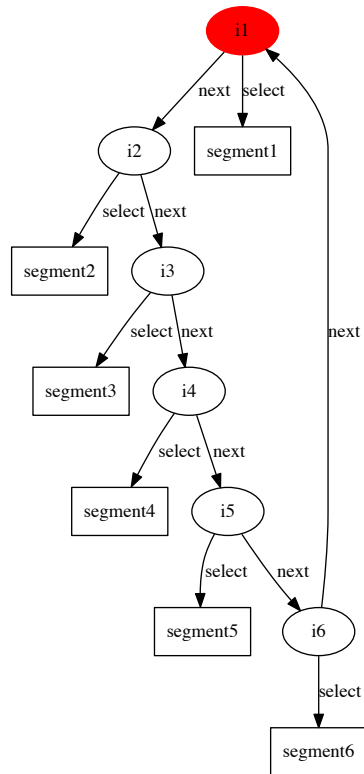 i1
next
select
i2
segment1
select
next
segment2
i3
select
next
next
segment3
i4
select
next
segment4
i5
select
next
segment5
i6
select
segment6